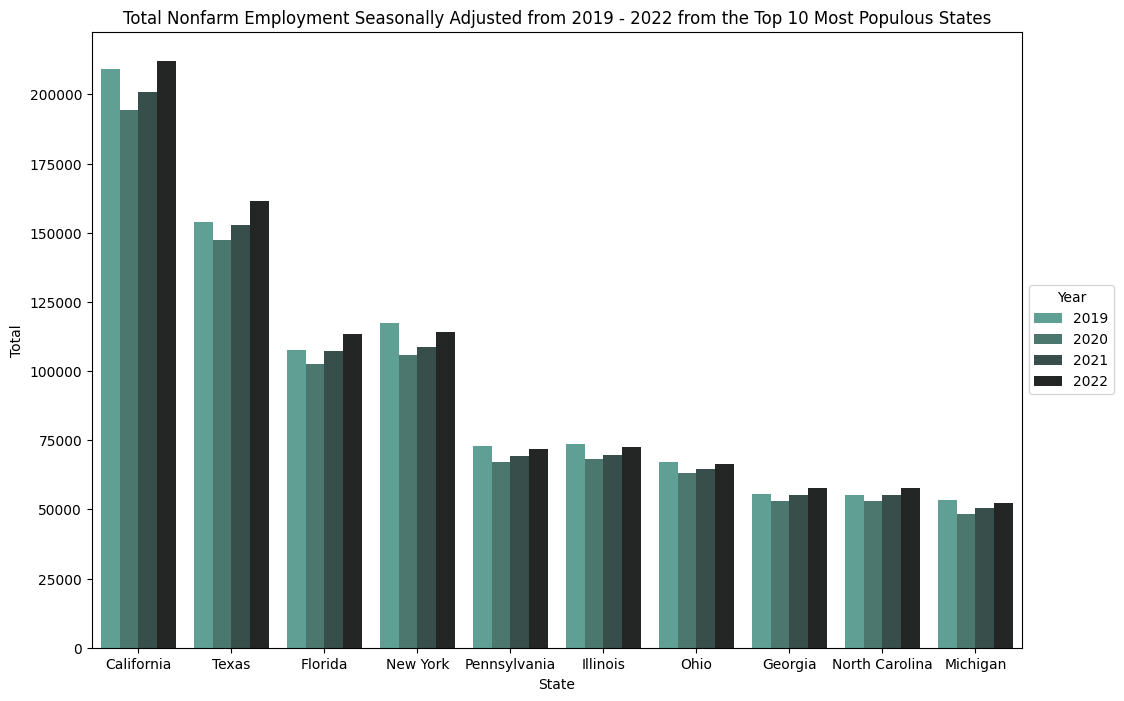 Total Nonfarm Employment Seasonally Adjusted from 2019 - 2022 from the Top 10 Most Populous States
Total
200000
175000
150000
125000
100000
75000
50000
25000
0
California Texas Florida New York Pennsylvania Illinois Ohio Georgia North Carolina Michigan
State
Year
2019
2020
2021
2022